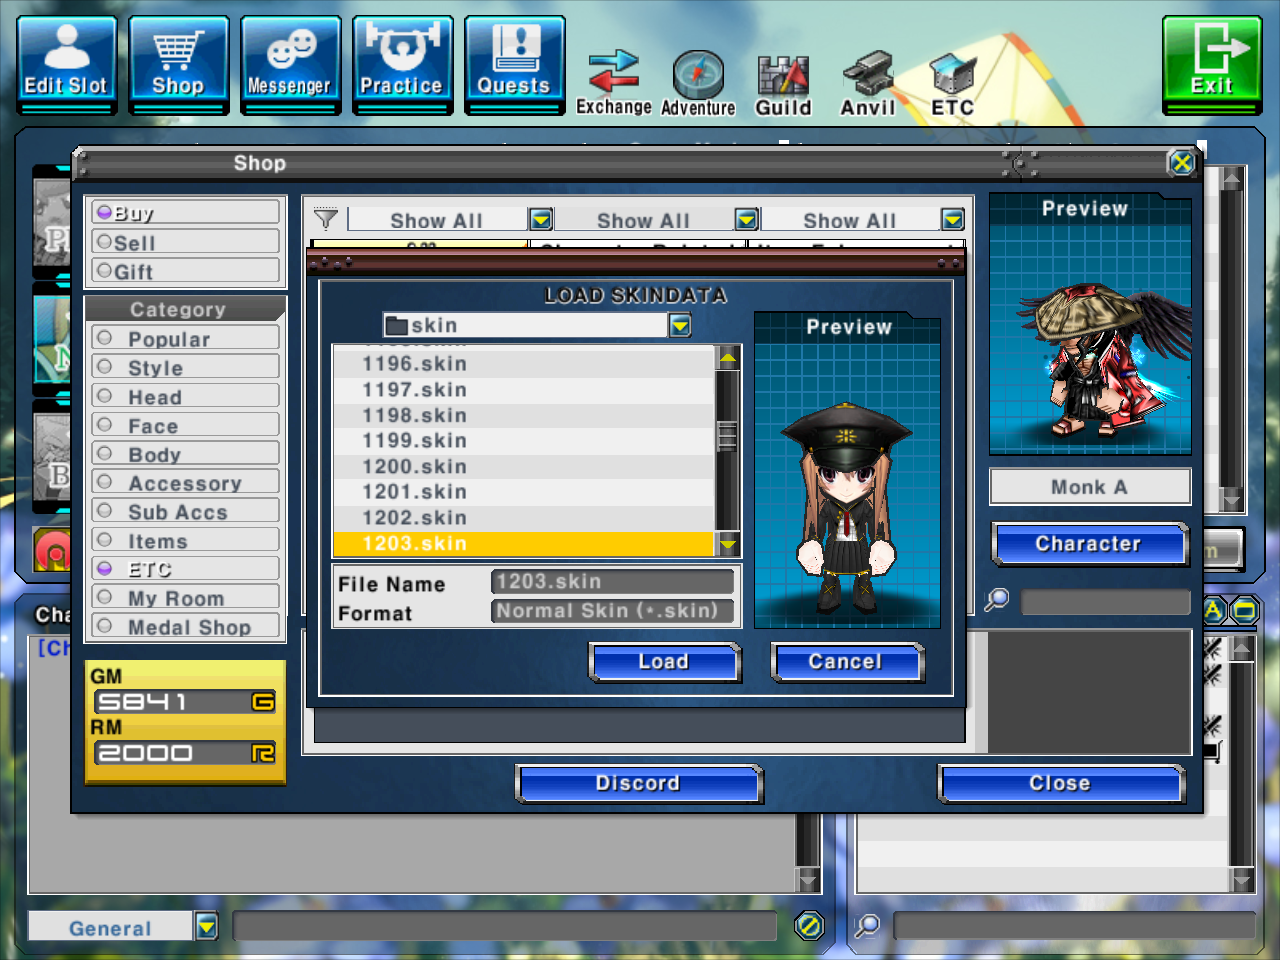 Edit Slot
Shop
Messenger
Practice
Quests
Exchange
Adventure
Guild
Anvil
ETC
Exit
Shop
Buy
Sell
Gift
Category
Popular
Style
Head
Face
Body
Accessory
Sub Accs
Items
ETC
My Room
Medal Shop
GM
5841 G
RM
2000 R
Show All
Show All
Show All
LOAD SKINDATA
skin
1196.skin
1197.skin
1198.skin
1199.skin
1200.skin
1201.skin
1202.skin
1203.skin
File Name
1203.skin
Format
Normal Skin (*.skin)
Preview
Load
Cancel
Preview
Monk A
Character
Discord
Close
Cha
[Ch
General